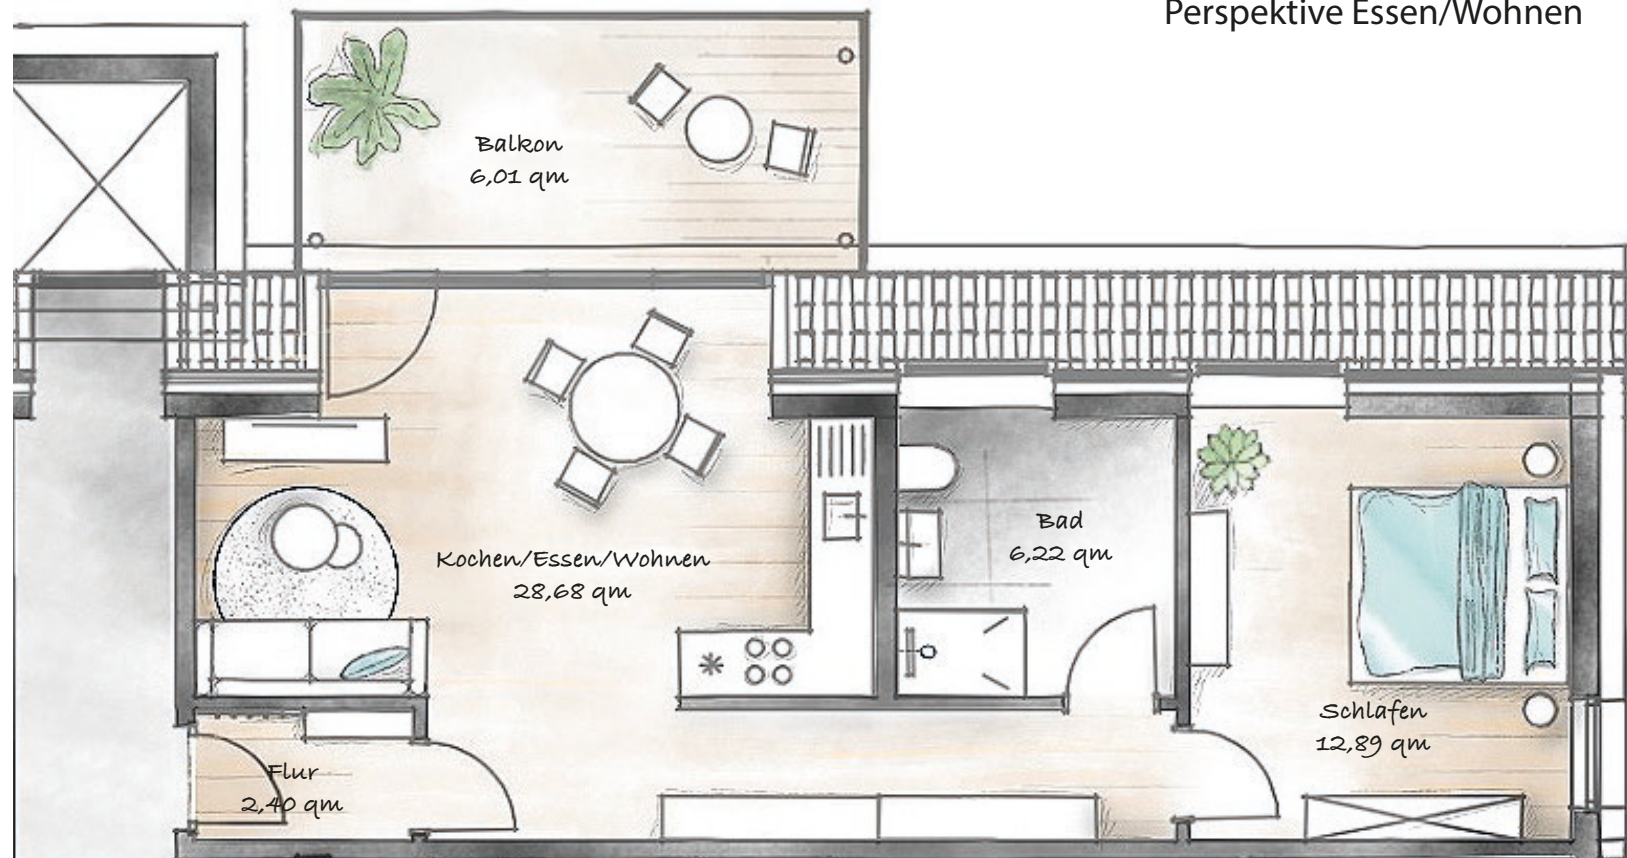 Perspektive Essen/Wohnen
Balkon
6,01 qm
Kochen/Essen/Wohnen
28,68 qm
Bad
6,22 qm
Schlafen
12,89 qm
Flur
2,40 qm